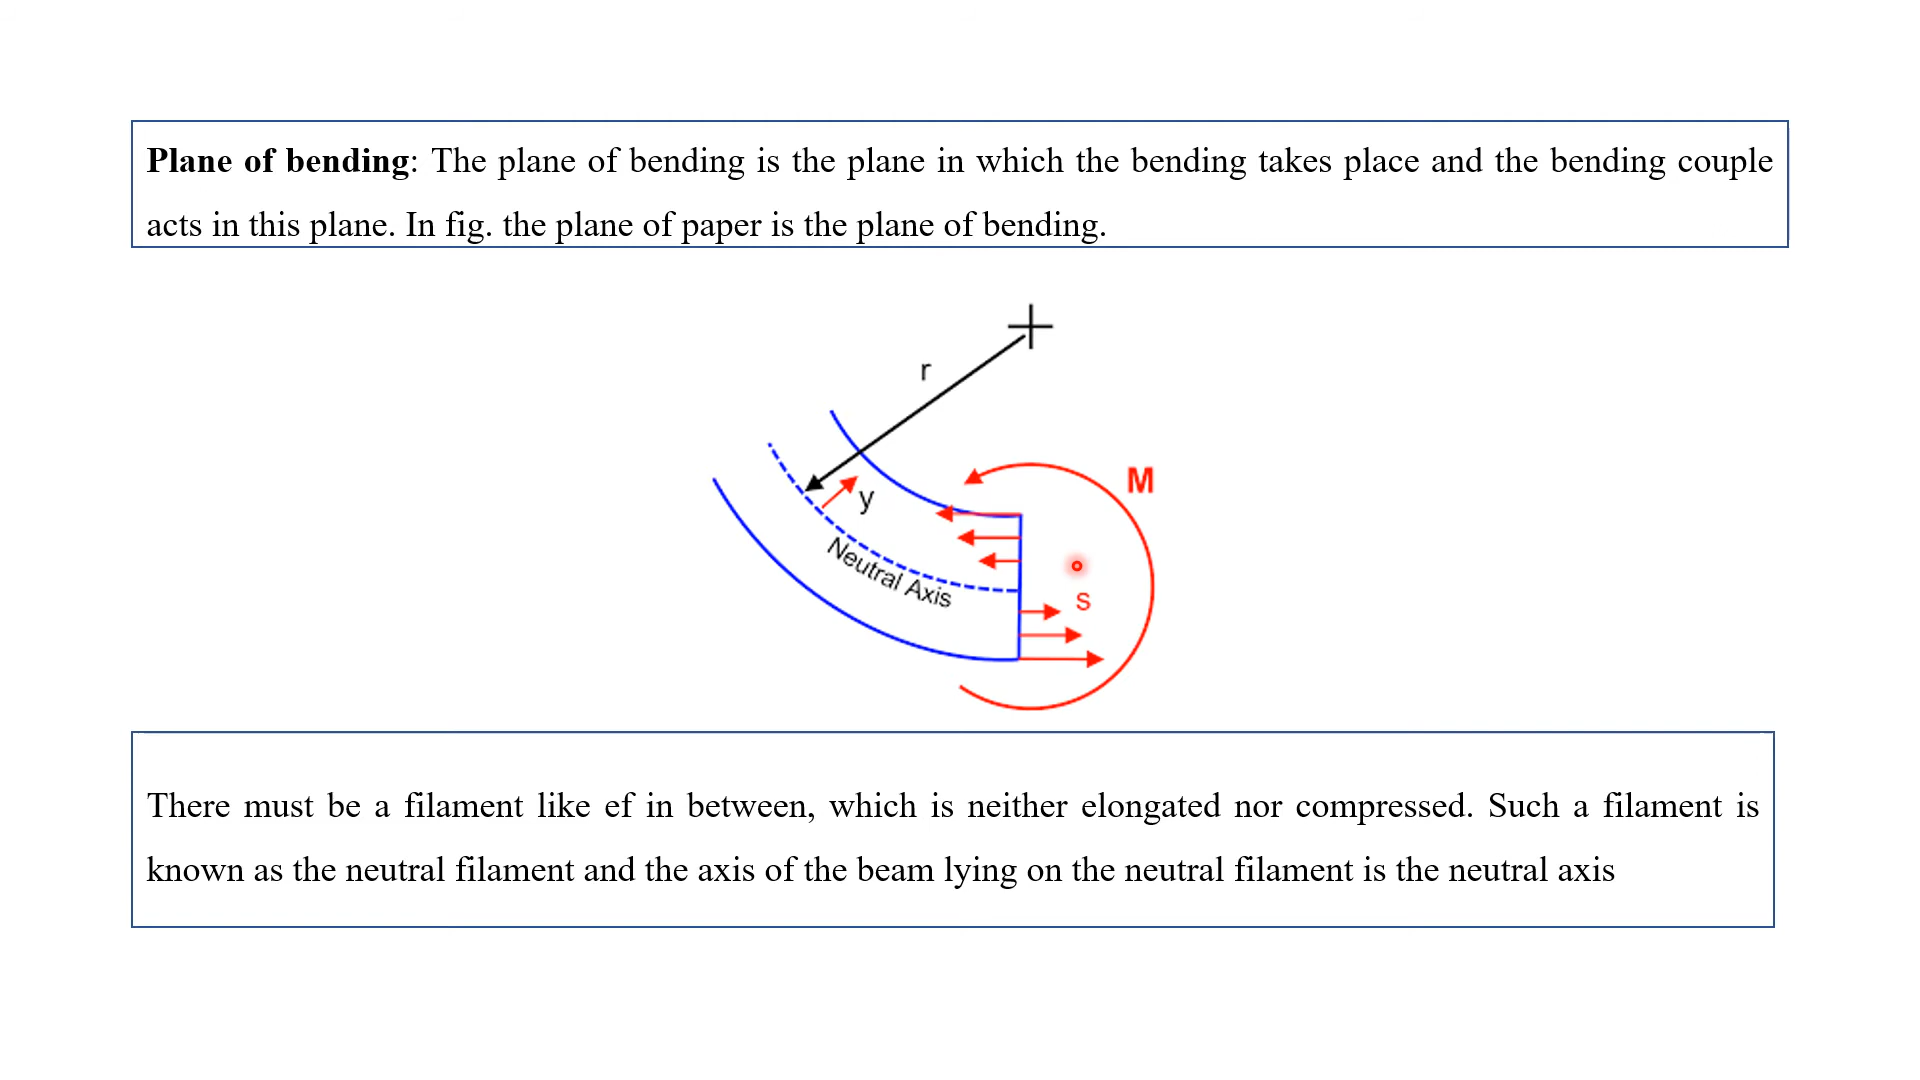 Plane of bending: The plane of bending is the plane in which the bending takes place and the bending couple
acts in this plane. In fig. the plane of paper is the plane of bending.
r
M
y
Neutral Axis
s
There must be a filament like ef in between, which is neither elongated nor compressed. Such a filament is
known as the neutral filament and the axis of the beam lying on the neutral filament is the neutral axis